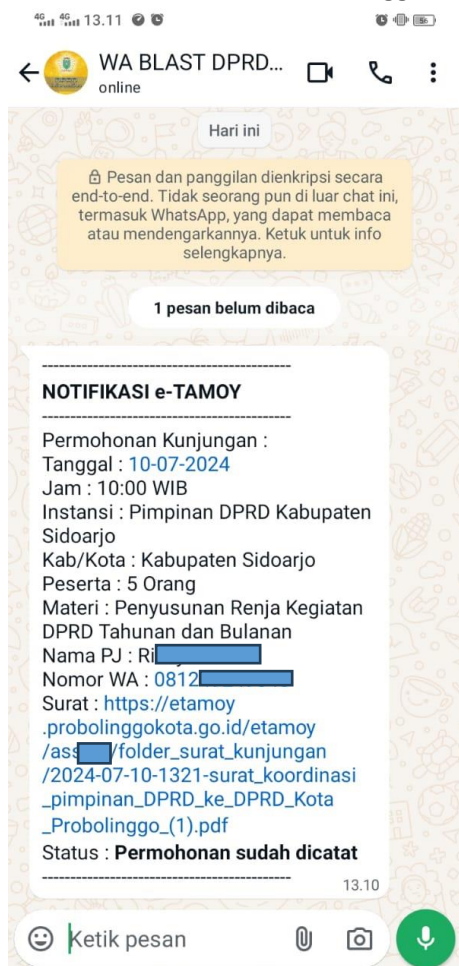 4G 4G 13.11
56
WA BLAST DPRD...
online
Hari ini
Pesan dan panggilan dienkripsi secara
end-to-end. Tidak seorang pun di luar chat ini,
termasuk WhatsApp, yang dapat membaca
atau mendengarkannya. Ketuk untuk info
selengkapnya.
1 pesan belum dibaca
--------------------------------------------
NOTIFIKASI e-TAMOY
--------------------------------------------
Permohonan Kunjungan :
Tanggal : 10-07-2024
Jam : 10:00 WIB
Instansi : Pimpinan DPRD Kabupaten
Sidoarjo
Kab/Kota : Kabupaten Sidoarjo
Peserta : 5 Orang
Materi : Penyusunan Renja Kegiatan
DPRD Tahunan dan Bulanan
Nama PJ : Ri
Nomor WA : 0812
Surat : https://etamoy
.probolinggokota.go.id/etamoy
/ass /folder_surat_kunjungan
/2024-07-10-1321-surat_koordinasi
_pimpinan_DPRD_ke_DPRD_Kota
_Probolinggo_(1).pdf
Status : Permohonan sudah dicatat
--------------------------------------------
13.10
Ketik pesan